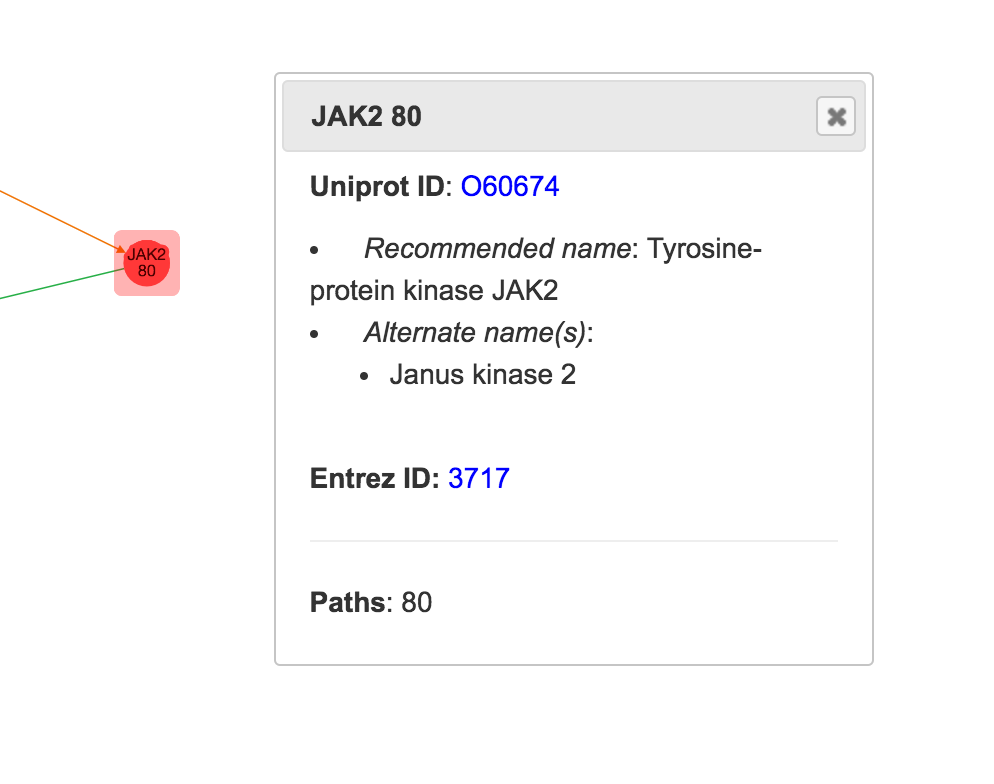 JAK2 80
Uniprot ID: O60674
• Recommended name: Tyrosine-
protein kinase JAK2
• Alternate name(s):
• Janus kinase 2
Entrez ID: 3717
Paths: 80
JAK2
80